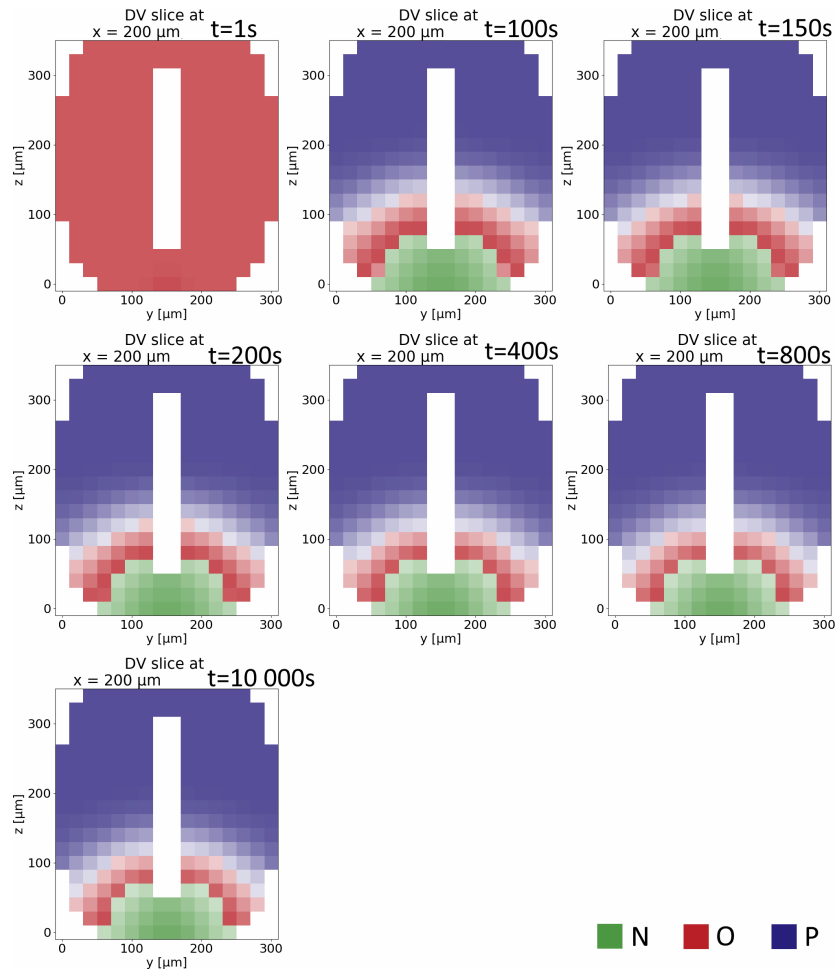 DV slice at
x = 200 μm t=1s
300
200
100
0
z [μm]
0 100 200 300
y [μm]
DV slice at
x = 200 μm t=100s
300
200
100
0
z [μm]
0 100 200 300
y [μm]
DV slice at
x = 200 μm t=150s
300
200
100
0
z [μm]
0 100 200 300
y [μm]
DV slice at
x = 200 μm t=200s
300
200
100
0
z [μm]
0 100 200 300
y [μm]
DV slice at
x = 200 μm t=400s
300
200
100
0
z [μm]
0 100 200 300
y [μm]
DV slice at
x = 200 μm t=800s
300
200
100
0
z [μm]
0 100 200 300
y [μm]
DV slice at
x = 200 μm t=10 000s
300
200
100
0
z [μm]
0 100 200 300
y [μm]
N O P